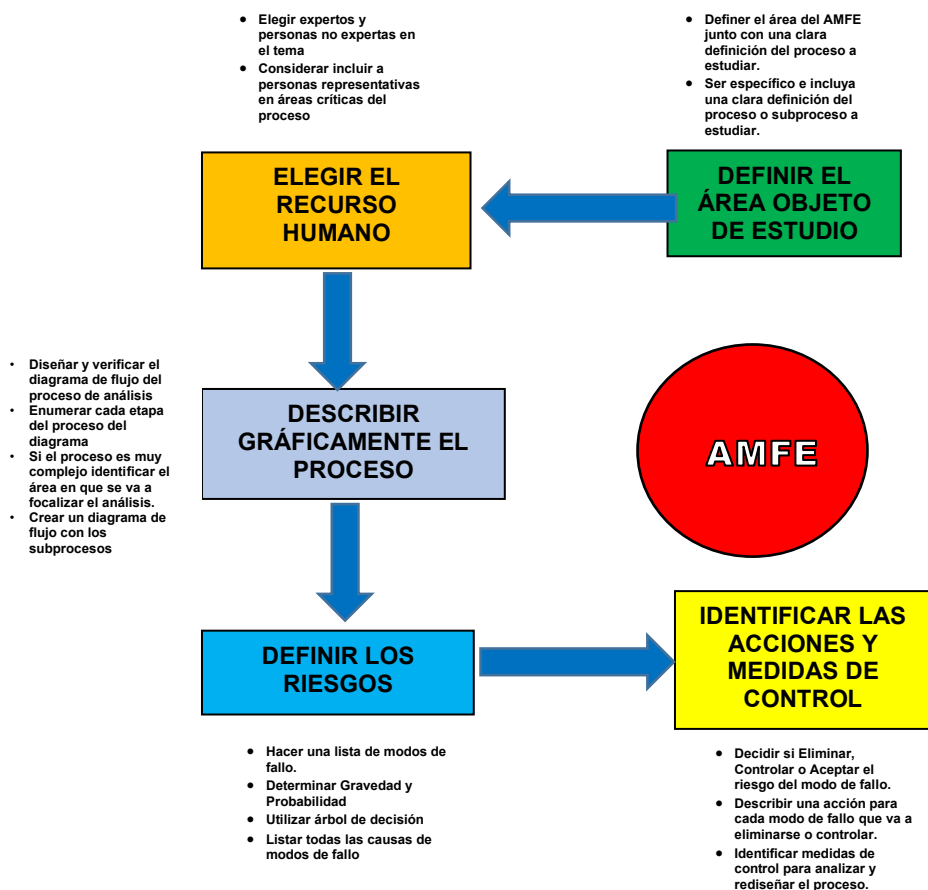 • Elegir expertos y
personas no expertas en
el tema
• Considerar incluir a
personas representativas
en áreas críticas del
proceso
• Definer el área del AMFE
junto con una clara
definición del proceso a
estudiar.
• Ser específico e incluya
una clara definición del
proceso o subproceso a
estudiar.
ELEGIR EL
RECURSO
HUMANO
DEFINIR EL
ÁREA OBJETO
DE ESTUDIO
• Diseñar y verificar el
diagrama de flujo del
proceso de análisis
• Enumerar cada etapa
del proceso del
diagrama
• Si el proceso es muy
complejo identificar el
área en que se va a
focalizar el análisis.
• Crear un diagrama de
flujo con los
subprocesos
DESCRIBIR
GRÁFICAMENTE EL
PROCESO
AMFE
DEFINIR LOS
RIESGOS
IDENTIFICAR LAS
ACCIONES Y
MEDIDAS DE
CONTROL
• Hacer una lista de modos de
fallo.
• Determinar Gravedad y
Probabilidad
• Utilizar árbol de decisión
• Listar todas las causas de
modos de fallo
• Decidir si Eliminar,
Controlar o Aceptar el
riesgo del modo de fallo.
• Describir una acción para
cada modo de fallo que va a
eliminarse o controlar.
• Identificar medidas de
control para analizar y
rediseñar el proceso.